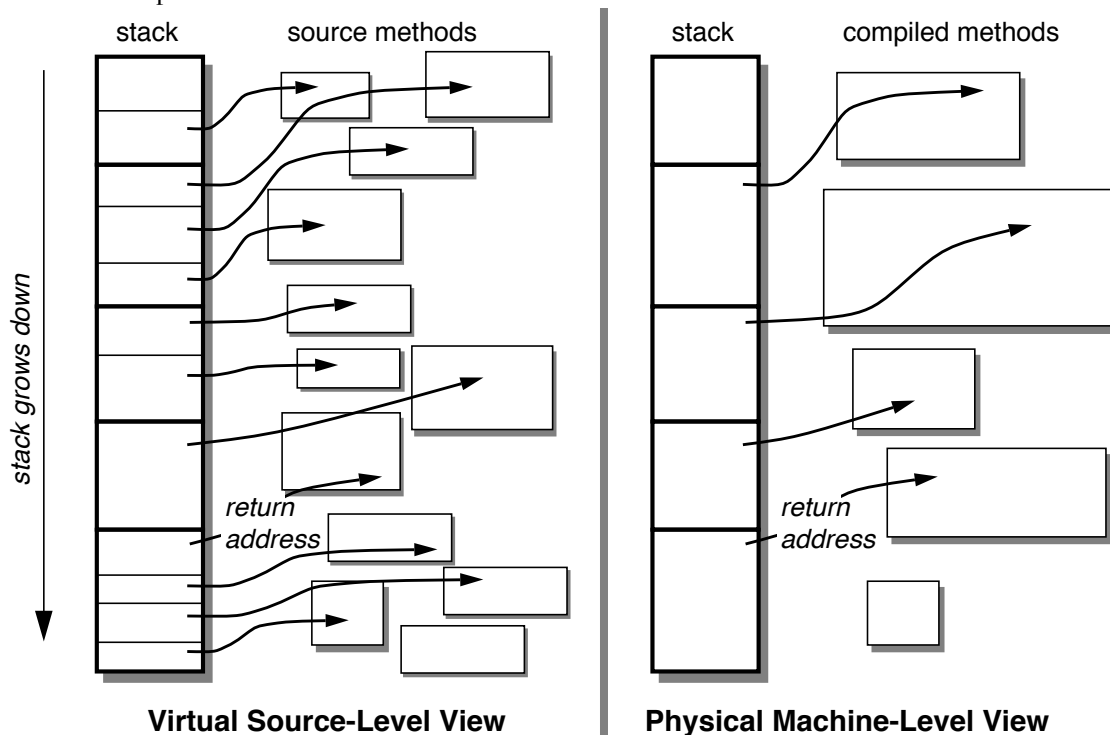 stack
source methods
stack grows down
return
address
Virtual Source-Level View
stack
compiled methods
return
address
Physical Machine-Level View